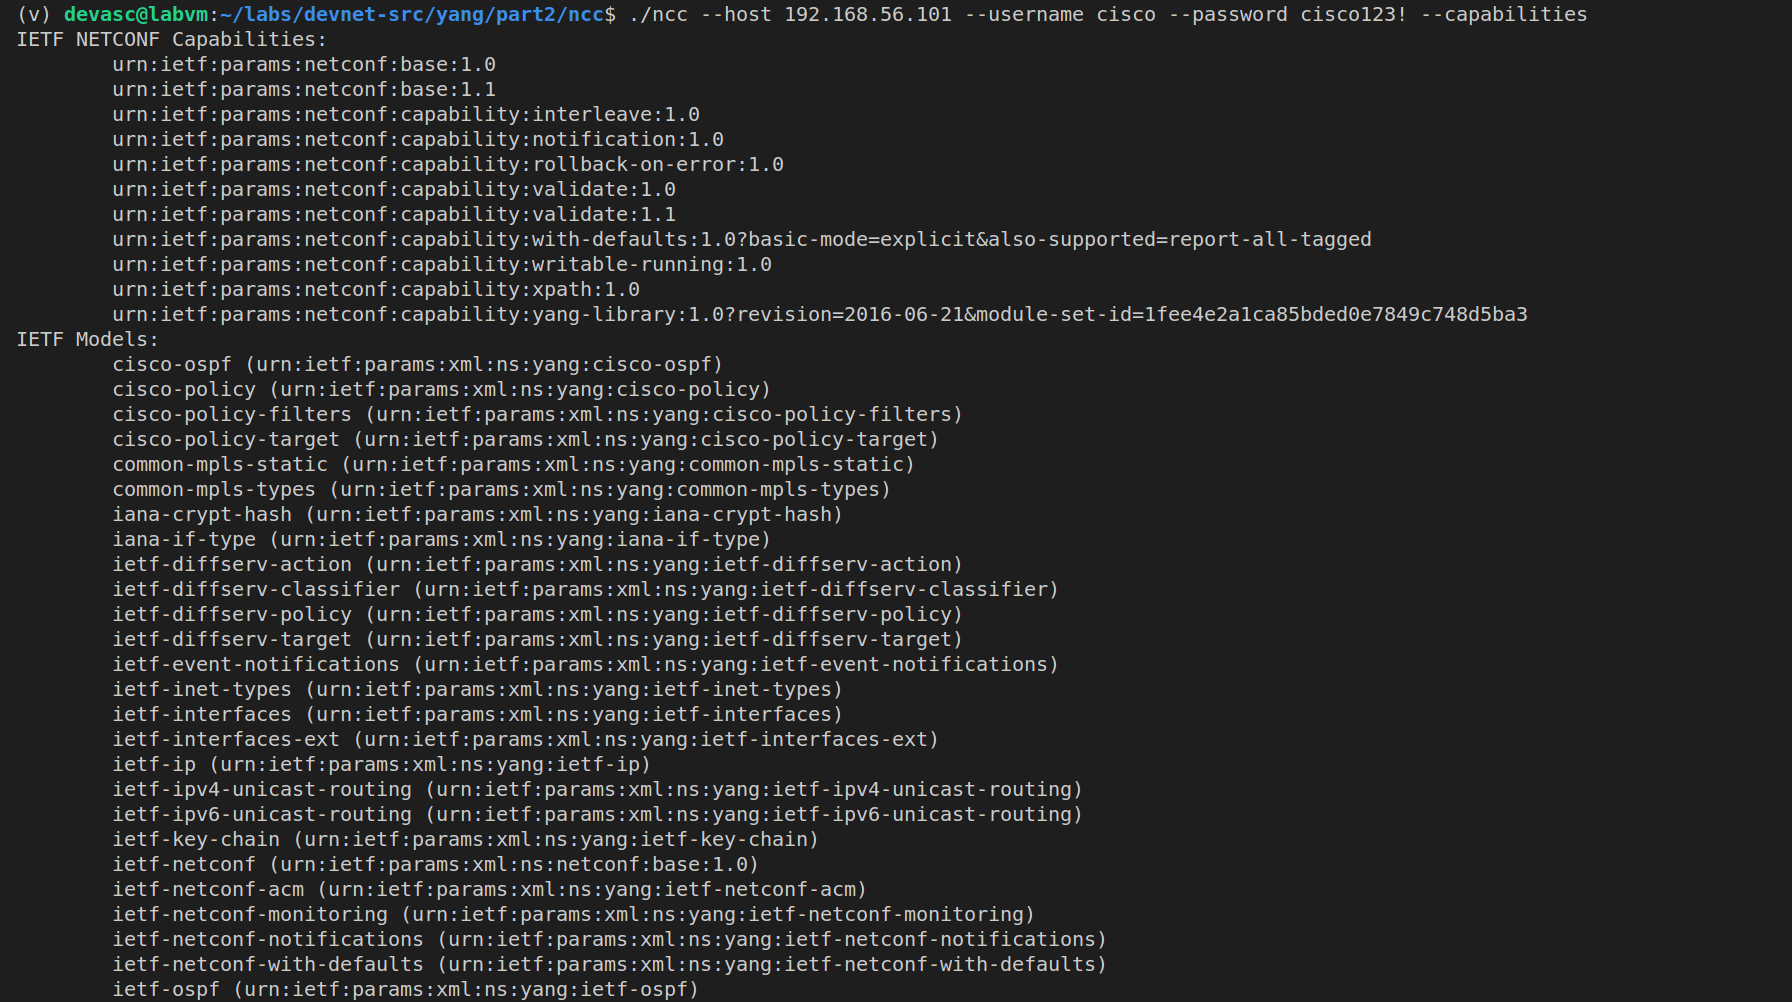 (v) devasc@labvm:~/labs/devnet-src/yang/part2/ncc$ ./ncc --host 192.168.56.101 --username cisco --password cisco123! --capabilities
IETF NETCONF Capabilities:
urn:ietf:params:netconf:base:1.0
urn:ietf:params:netconf:base:1.1
urn:ietf:params:netconf:capability:interleave:1.0
urn:ietf:params:netconf:capability:notification:1.0
urn:ietf:params:netconf:capability:rollback-on-error:1.0
urn:ietf:params:netconf:capability:validate:1.0
urn:ietf:params:netconf:capability:validate:1.1
urn:ietf:params:netconf:capability:with-defaults:1.0?basic-mode=explicit&also-supported=report-all-tagged
urn:ietf:params:netconf:capability:writable-running:1.0
urn:ietf:params:netconf:capability:xpath:1.0
urn:ietf:params:netconf:capability:yang-library:1.0?revision=2016-06-21&module-set-id=1fee4e2a1ca85bded0e7849c748d5ba3
IETF Models:
cisco-ospf (urn:ietf:params:xml:ns:yang:cisco-ospf)
cisco-policy (urn:ietf:params:xml:ns:yang:cisco-policy)
cisco-policy-filters (urn:ietf:params:xml:ns:yang:cisco-policy-filters)
cisco-policy-target (urn:ietf:params:xml:ns:yang:cisco-policy-target)
common-mpls-static (urn:ietf:params:xml:ns:yang:common-mpls-static)
common-mpls-types (urn:ietf:params:xml:ns:yang:common-mpls-types)
iana-crypt-hash (urn:ietf:params:xml:ns:yang:iana-crypt-hash)
iana-if-type (urn:ietf:params:xml:ns:yang:iana-if-type)
ietf-diffserv-action (urn:ietf:params:xml:ns:yang:ietf-diffserv-action)
ietf-diffserv-classifier (urn:ietf:params:xml:ns:yang:ietf-diffserv-classifier)
ietf-diffserv-policy (urn:ietf:params:xml:ns:yang:ietf-diffserv-policy)
ietf-diffserv-target (urn:ietf:params:xml:ns:yang:ietf-diffserv-target)
ietf-event-notifications (urn:ietf:params:xml:ns:yang:ietf-event-notifications)
ietf-inet-types (urn:ietf:params:xml:ns:yang:ietf-inet-types)
ietf-interfaces (urn:ietf:params:xml:ns:yang:ietf-interfaces)
ietf-interfaces-ext (urn:ietf:params:xml:ns:yang:ietf-interfaces-ext)
ietf-ip (urn:ietf:params:xml:ns:yang:ietf-ip)
ietf-ipv4-unicast-routing (urn:ietf:params:xml:ns:yang:ietf-ipv4-unicast-routing)
ietf-ipv6-unicast-routing (urn:ietf:params:xml:ns:yang:ietf-ipv6-unicast-routing)
ietf-key-chain (urn:ietf:params:xml:ns:yang:ietf-key-chain)
ietf-netconf (urn:ietf:params:xml:ns:netconf:base:1.0)
ietf-netconf-acm (urn:ietf:params:xml:ns:yang:ietf-netconf-acm)
ietf-netconf-monitoring (urn:ietf:params:xml:ns:yang:ietf-netconf-monitoring)
ietf-netconf-notifications (urn:ietf:params:xml:ns:yang:ietf-netconf-notifications)
ietf-netconf-with-defaults (urn:ietf:params:xml:ns:yang:ietf-netconf-with-defaults)
ietf-ospf (urn:ietf:params:xml:ns:yang:ietf-ospf)